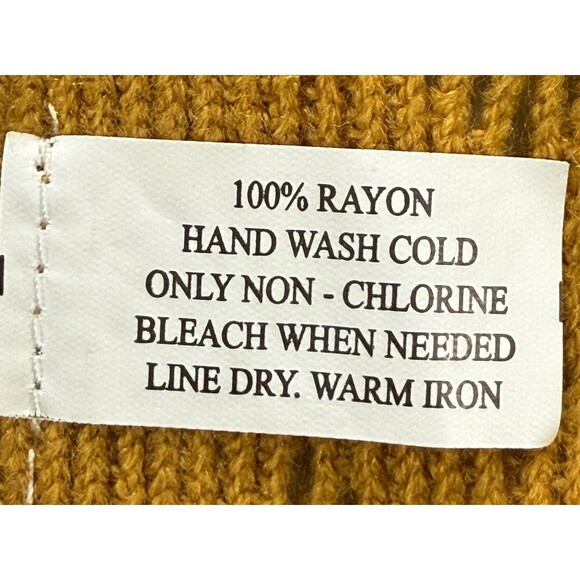 100% RAYON
HAND WASH COLD
ONLY NON - CHLORINE
BLEACH WHEN NEEDED
LINE DRY. WARM IRON